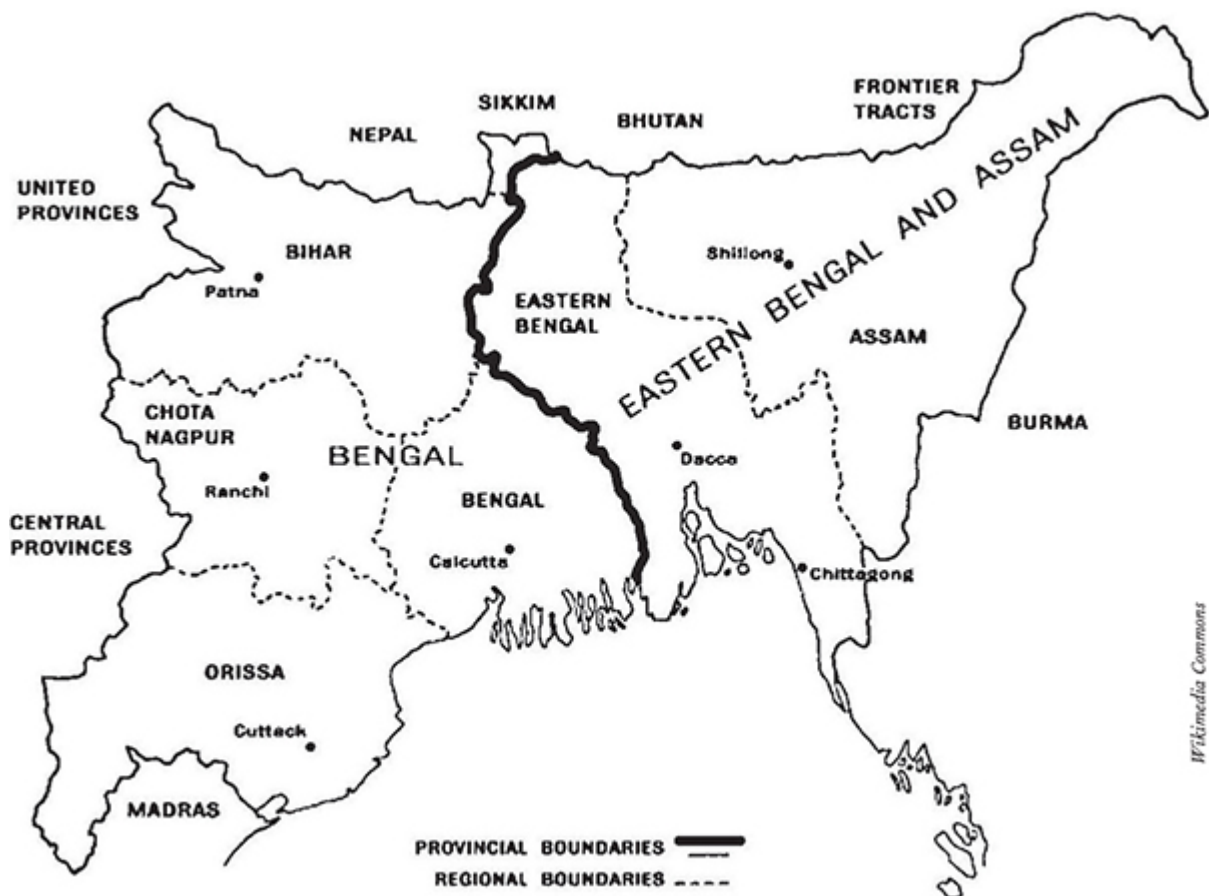 SIKKIM
NEPAL
BHUTAN
FRONTIER
TRACTS
UNITED
PROVINCES
BIHAR
Patna
EASTERN
BENGAL
Shillong
EASTERN BENGAL AND ASSAM
ASSAM
CHOTA
NAGPUR
BENGAL
Ranchi
BENGAL
Dacca
BURMA
CENTRAL
PROVINCES
Calcutta
Chittagong
ORISSA
Cuttack
MADRAS
PROVINCIAL BOUNDARIES
REGIONAL BOUNDARIES
Wikimedia Commons